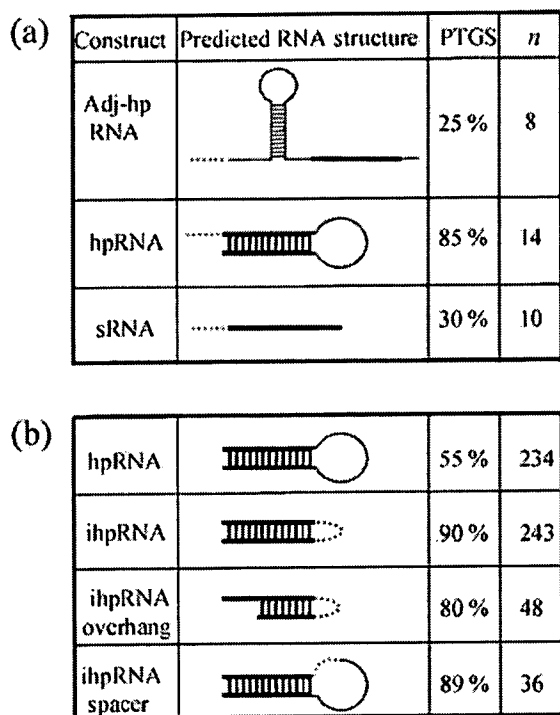 (a)
Construct Predicted RNA structure PTGS n
Adj-hp
RNA 25 % 8
hpRNA 85 % 14
sRNA 30 % 10
(b)
hpRNA 55 % 234
ihpRNA 90 % 243
ihpRNA
overhang 80 % 48
ihpRNA
spacer 89 % 36